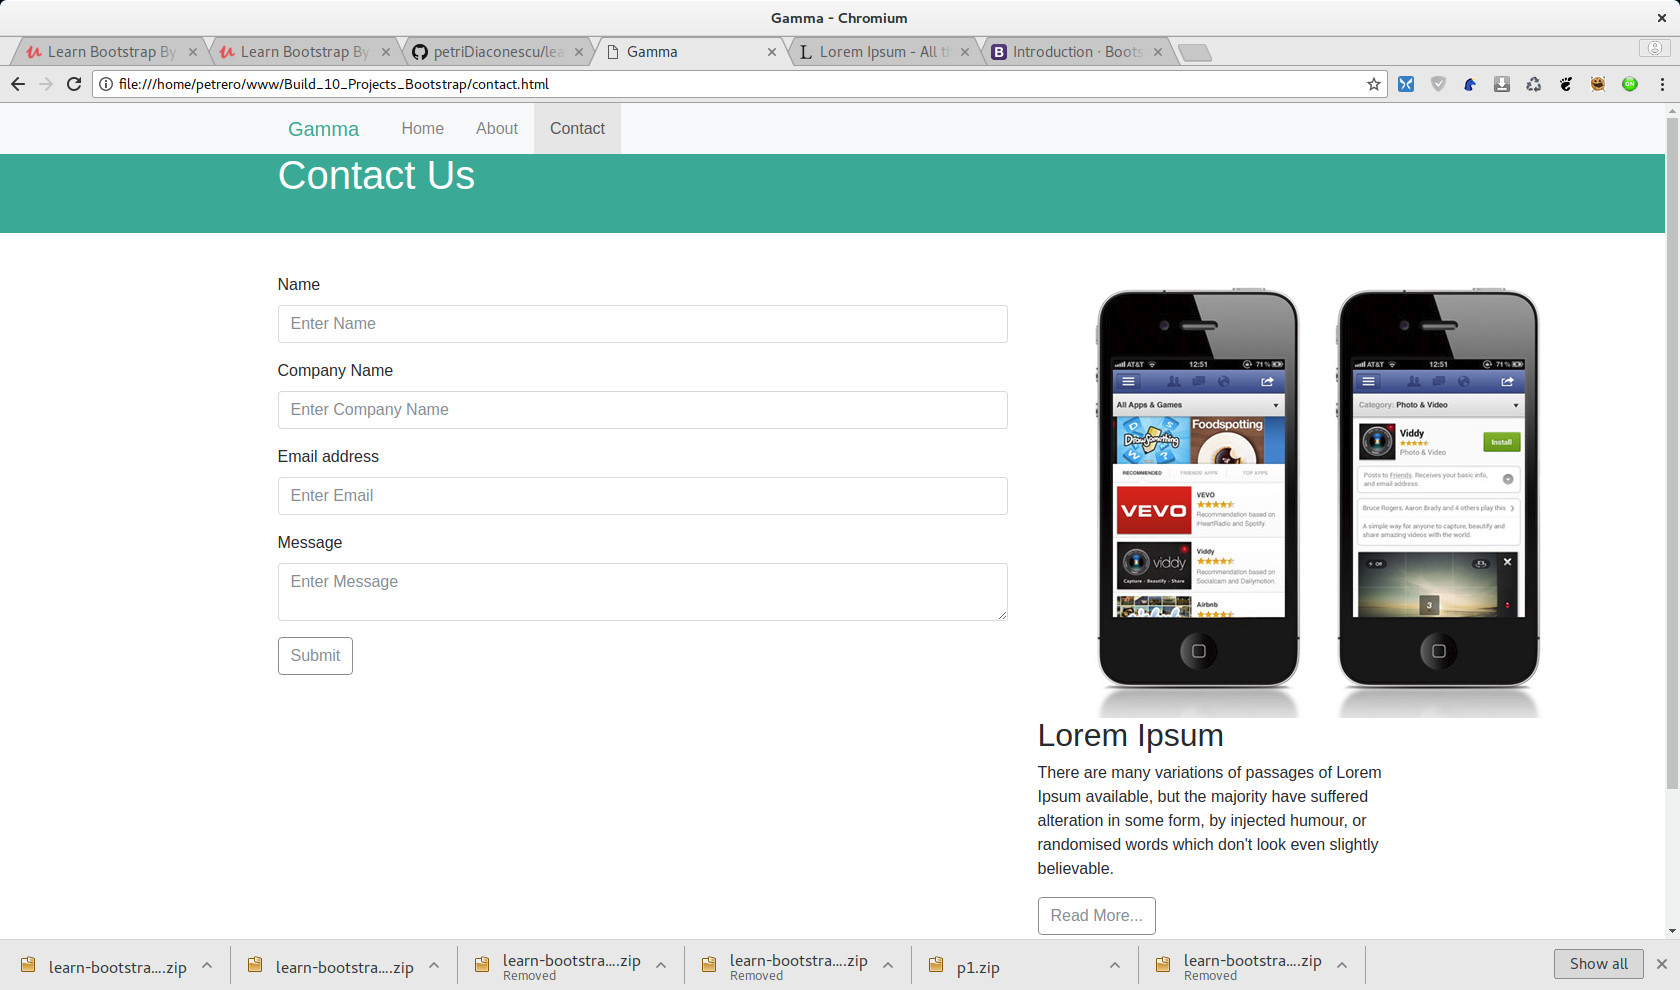 Gamma - Chromium
Learn Bootstrap By
Learn Bootstrap By
petriDiaconescu/lea
Gamma
Lorem Ipsum - All t
Introduction · Boots
file:///home/petrero/www/Build_10_Projects_Bootstrap/contact.html
ON
Gamma
Home
About
Contact
Contact Us
Name
Enter Name
Company Name
Enter Company Name
Email address
Enter Email
Message
Enter Message
Submit
AT&T 12:51 71%
All Apps & Games
DrawSomething
Foodspotting
RECOMMENDED FRIENDS' APPS TOP APPS
VEVO
VEVO
Recommendation based on
iHeartRadio and Spotify.
viddy
Capture - Beautify - Share
Viddy
Recommendation based on
Socialcam and Dailymotion.
Airbnb
AT&T 12:51 71%
Category: Photo & Video
Viddy
Photo & Video
Install
Posts to Friends. Receives your basic info,
and email address.
Bruce Rogers, Aaron Brady and 4 others play this
A simple way for anyone to capture, beautify and
share amazing videos with the world.
Off
3
Lorem Ipsum
There are many variations of passages of Lorem
Ipsum available, but the majority have suffered
alteration in some form, by injected humour, or
randomised words which don't look even slightly
believable.
Read More...
learn-bootstra....zip
learn-bootstra....zip
learn-bootstra....zip
Removed
learn-bootstra....zip
Removed
p1.zip
learn-bootstra....zip
Removed
Show all